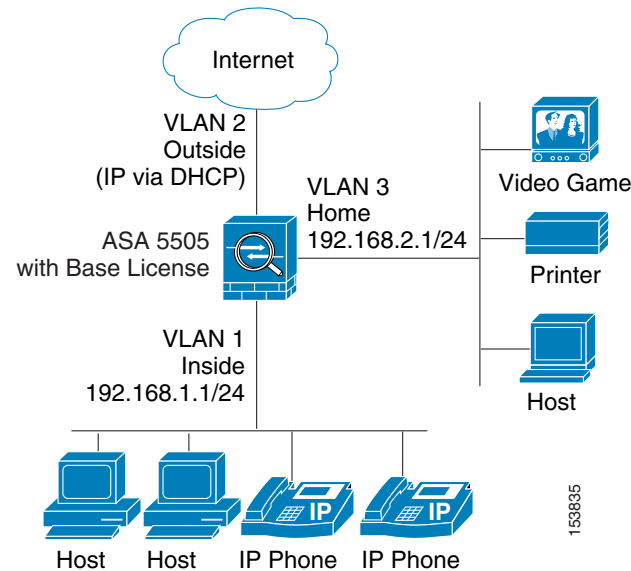 Internet
VLAN 2
Outside
(IP via DHCP)
VLAN 3
Home
192.168.2.1/24
Video Game
ASA 5505
with Base License
Printer
VLAN 1
Inside
192.168.1.1/24
Host
IP
IP
Host
Host
IP Phone
IP Phone
153835